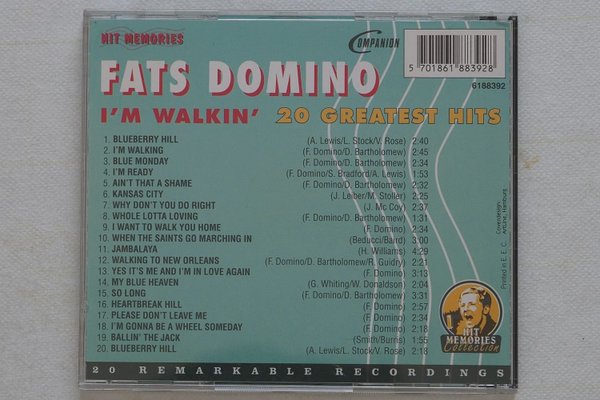 HIT MEMORIES
COMPANION
FATS DOMINO
5 701861 883928
6188392
I'M WALKIN' 20 GREATEST HITS
1. BLUEBERRY HILL (A. Lewis/L. Stock/V. Rose) 2:40
2. I'M WALKING (F. Domino/D. Bartholomew) 2:45
3. BLUE MONDAY (F. Domino/D. Bartholomew) 2:34
4. I'M READY (F. Domino/S. Bradford/A. Lewis) 1:53
5. AIN'T THAT A SHAME (F. Domino/D. Bartholomew) 2:32
6. KANSAS CITY (J. Leiber/M. Stoller) 2:25
7. WHY DON'T YOU DO RIGHT (J. Mc Coy) 2:37
8. WHOLE LOTTA LOVING (F. Domino/D. Bartholomew) 1:31
9. I WANT TO WALK YOU HOME (F. Domino) 2:34
10. WHEN THE SAINTS GO MARCHING IN (Beducci/Baird) 3:00
11. JAMBALAYA (H. Williams) 4:29
12. WALKING TO NEW ORLEANS (F. Domino/D. Bartholomew/R. Guidry) 2:21
13. YES IT'S ME AND I'M IN LOVE AGAIN (F. Domino) 3:13
14. MY BLUE HEAVEN (G. Whiting/W. Donaldson) 2:04
15. SO LONG (F. Domino/D. Bartholomew) 3:31
16. HEARTBREAK HILL (F. Domino) 2:57
17. PLEASE DON'T LEAVE ME (F. Domino) 2:34
18. I'M GONNA BE A WHEEL SOMEDAY (F. Domino) 2:18
19. BALLIN' THE JACK (Smith/Burns) 1:55
20. BLUEBERRY HILL (A. Lewis/L. Stock/V. Rose) 2:18
Coverdesign:
Artline, Hamburg
Printed in E. E. C.
HIT
MEMORIES
Collection
20 REMARKABLE RECORDINGS